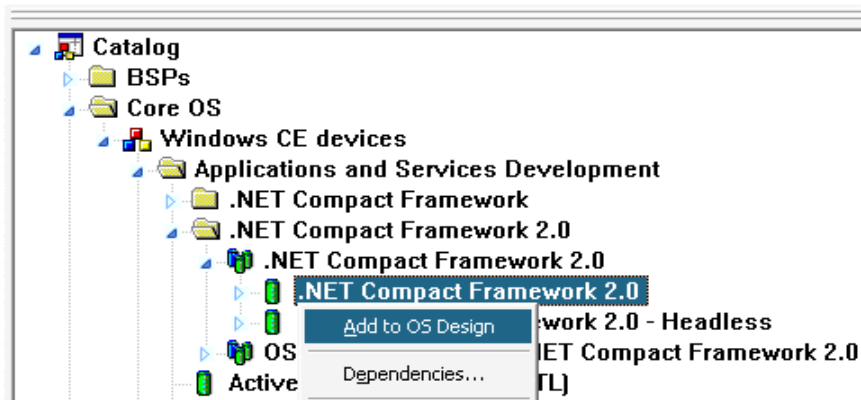 Catalog
BSPs
Core OS
Windows CE devices
Applications and Services Development
.NET Compact Framework
.NET Compact Framework 2.0
.NET Compact Framework 2.0
.NET Compact Framework 2.0
Add to OS Design
work 2.0 - Headless
OS
NET Compact Framework 2.0
Dependencies...
Active
TL)